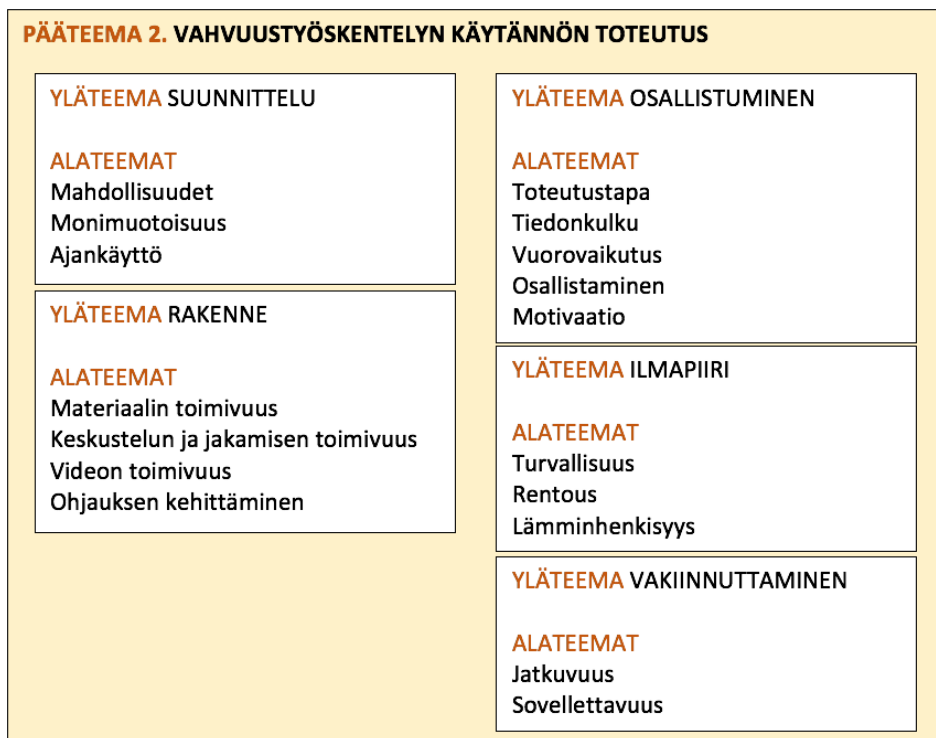 PÄÄTEEMA 2. VAHVUUSTYÖSKENTELYN KÄYTÄNNÖN TOTEUTUS
YLÄTEEMA SUUNNITTELU
ALATEEMAT
Mahdollisuudet
Monimuotoisuus
Ajankäyttö
YLÄTEEMA RAKENNE
ALATEEMAT
Materiaalin toimivuus
Keskustelun ja jakamisen toimivuus
Videon toimivuus
Ohjauksen kehittäminen
YLÄTEEMA OSALLISTUMINEN
ALATEEMAT
Toteutustapa
Tiedonkulku
Vuorovaikutus
Osallistaminen
Motivaatio
YLÄTEEMA ILMAPIIRI
ALATEEMAT
Turvallisuus
Rentous
Lämminhenkisyys
YLÄTEEMA VAKIINNUTTAMINEN
ALATEEMAT
Jatkuvuus
Sovellettavuus